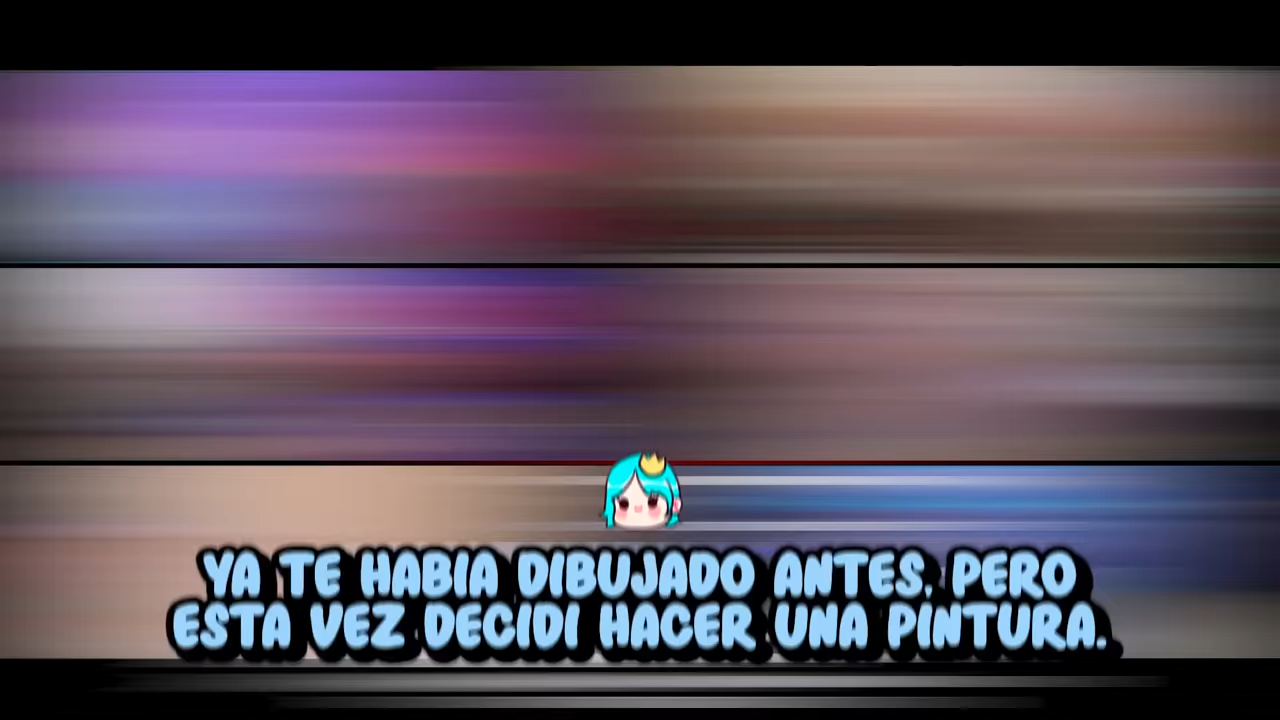 YA TE HABIA DIBUJADO ANTES, PERO
ESTA VEZ DECIDI HACER UNA PINTURA.